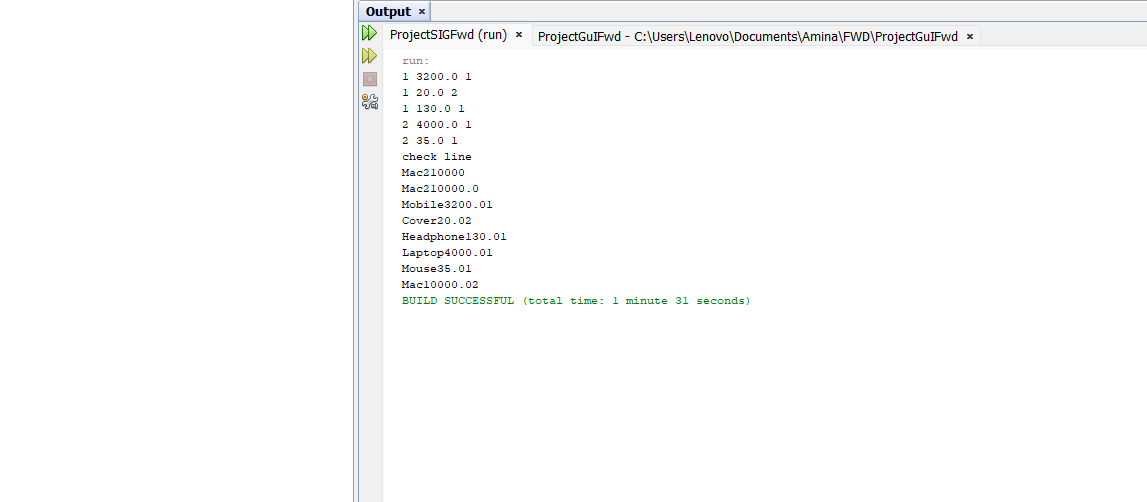 Output ×
ProjectSIGFwd (run) × ProjectGuIFwd - C:\Users\Lenovo\Documents\Amina\FWD\ProjectGuIFwd ×
run:
1 3200.0 1
1 20.0 2
1 130.0 1
2 4000.0 1
2 35.0 1
check line
Mac210000
Mac210000.0
Mobile3200.01
Cover20.02
Headphone130.01
Laptop4000.01
Mouse35.01
Mac10000.02
BUILD SUCCESSFUL (total time: 1 minute 31 seconds)